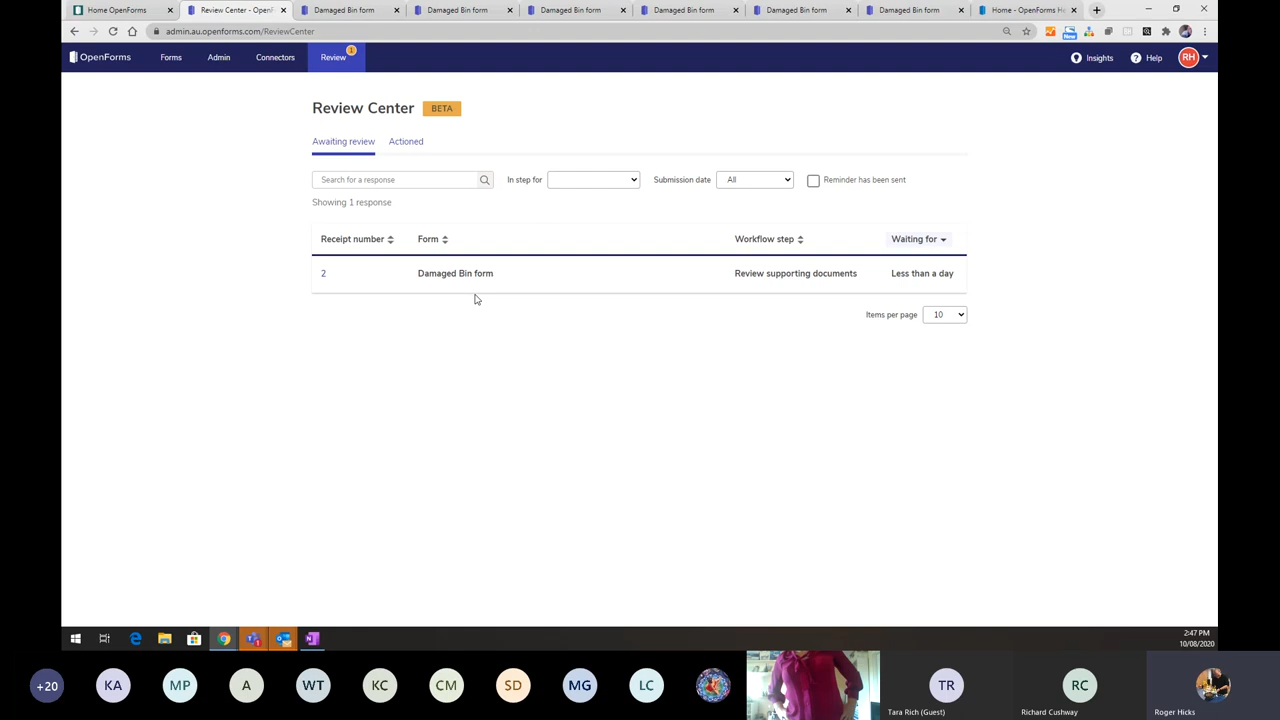 Home OpenForms
Review Center - OpenF
Damaged Bin form
Damaged Bin form
Damaged Bin form
Damaged Bin form
Damaged Bin form
Damaged Bin form
Home - OpenForms He
admin.au.openforms.com/ReviewCenter
New
OpenForms
Forms
Admin
Connectors
Review
1
Insights
Help
RH
Review Center
BETA
Awaiting review
Actioned
Search for a response
In step for
Submission date
All
Reminder has been sent
Showing 1 response
Receipt number
Form
Workflow step
Waiting for
2
Damaged Bin form
Review supporting documents
Less than a day
Items per page
10
2:47 PM
10/08/2020
+20
KA
MP
A
WT
KC
CM
SD
MG
LC
TR
RC
Tara Rich (Guest)
Richard Cushway
Roger Hicks